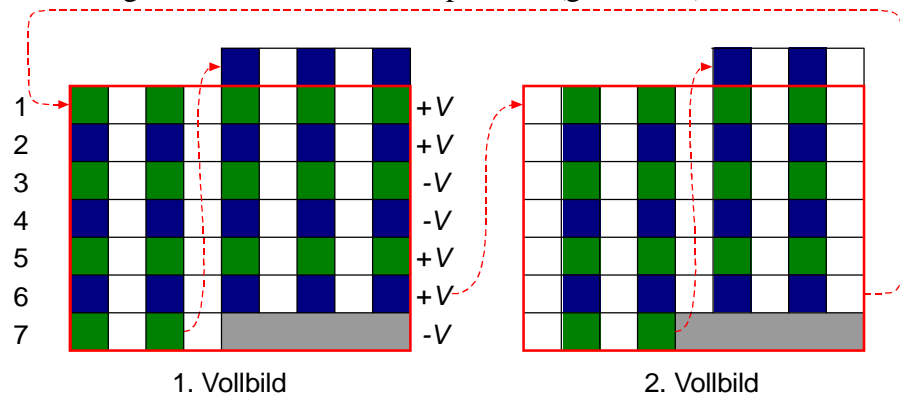 1 +V
2 +V
3 -V
4 -V
5 +V
6 +V
7 -V
1. Vollbild 2. Vollbild